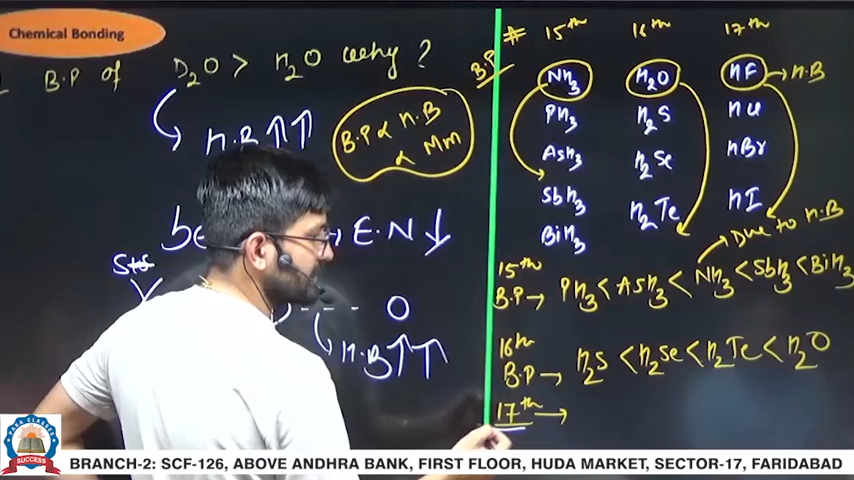 Chemical Bonding
B.P of D2O > H2O why?
H.B ↑↑
B.P ∝ H.B
∝ Mm
E.N ↓
O
H.B ↑↑
B.P # 15th 16th 17th
NH3 H2O HF → H.B
PH3 H2S HCl
AsH3 H2Se HBr
SbH3 H2Te HI
BiH3
Due to H.B
15th
B.P → PH3 < AsH3 < NH3 < SbH3 < BiH3
16th
B.P → H2S < H2Se < H2Te < H2O
17th →
PARA CLASSES
SUCCESS
BRANCH-2: SCF-126, ABOVE ANDHRA BANK, FIRST FLOOR, HUDA MARKET, SECTOR-17, FARIDABAD